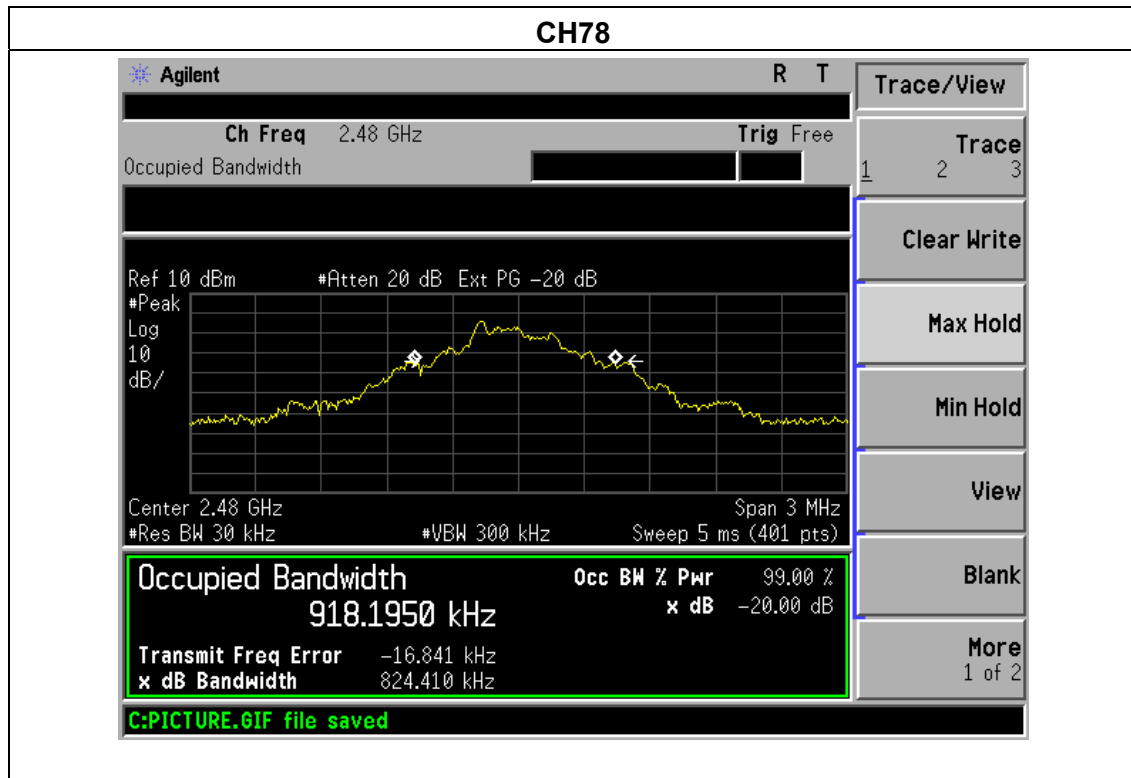 CH78
Agilent R T
Trace/View
Ch Freq 2.48 GHz Trig Free
Occupied Bandwidth
Trace
1 2 3
Clear Write
Ref 10 dBm #Atten 20 dB Ext PG -20 dB
#Peak
Log
10
dB/
Max Hold
Min Hold
View
Center 2.48 GHz Span 3 MHz
#Res BW 30 kHz #VBW 300 kHz Sweep 5 ms (401 pts)
Occupied Bandwidth Occ BW % Pwr 99.00 %
918.1950 kHz x dB -20.00 dB
Blank
Transmit Freq Error -16.841 kHz
x dB Bandwidth 824.410 kHz
More
1 of 2
C:PICTURE.GIF file saved